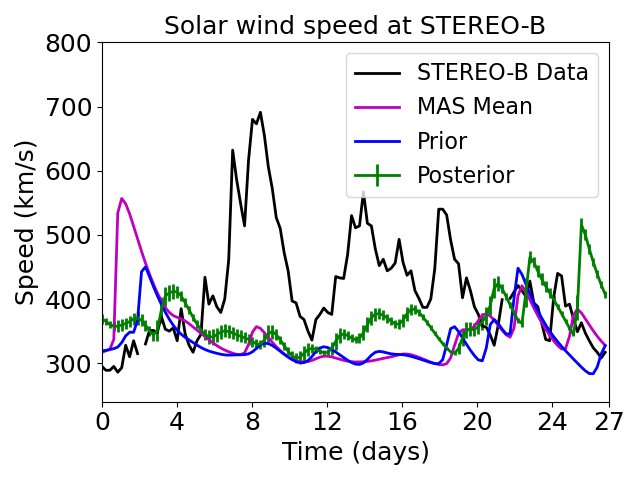 Solar wind speed at STEREO-B
800
700
600
500
400
300
Speed (km/s)
STEREO-B Data
MAS Mean
Prior
Posterior
0 4 8 12 16 20 24 27
Time (days)